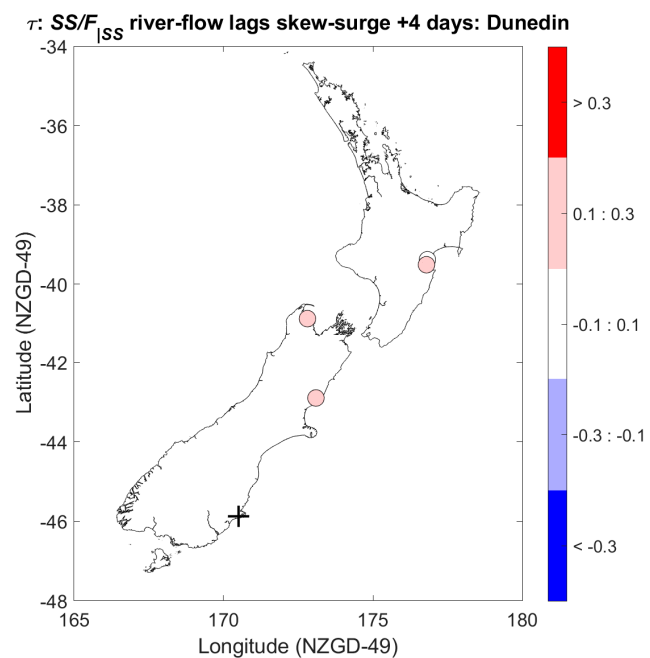 τ: SS/F|SS river-flow lags skew-surge +4 days: Dunedin
-34
-36
-38
-40
-42
-44
-46
-48
165
170
175
180
Latitude (NZGD-49)
Longitude (NZGD-49)
> 0.3
0.1 : 0.3
-0.1 : 0.1
-0.3 : -0.1
< -0.3